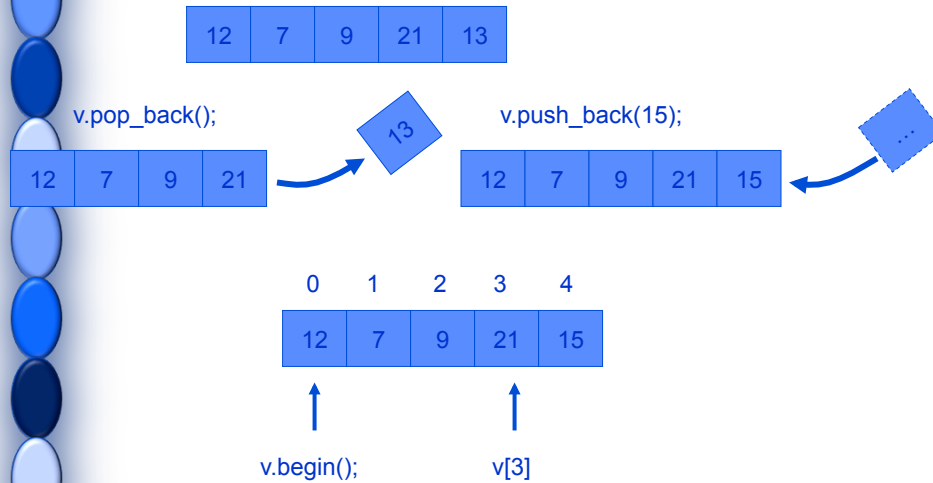 12 7 9 21 13
v.pop_back();
13
12 7 9 21
v.push_back(15);
...
12 7 9 21 15
0 1 2 3 4
12 7 9 21 15
v.begin();
v[3]